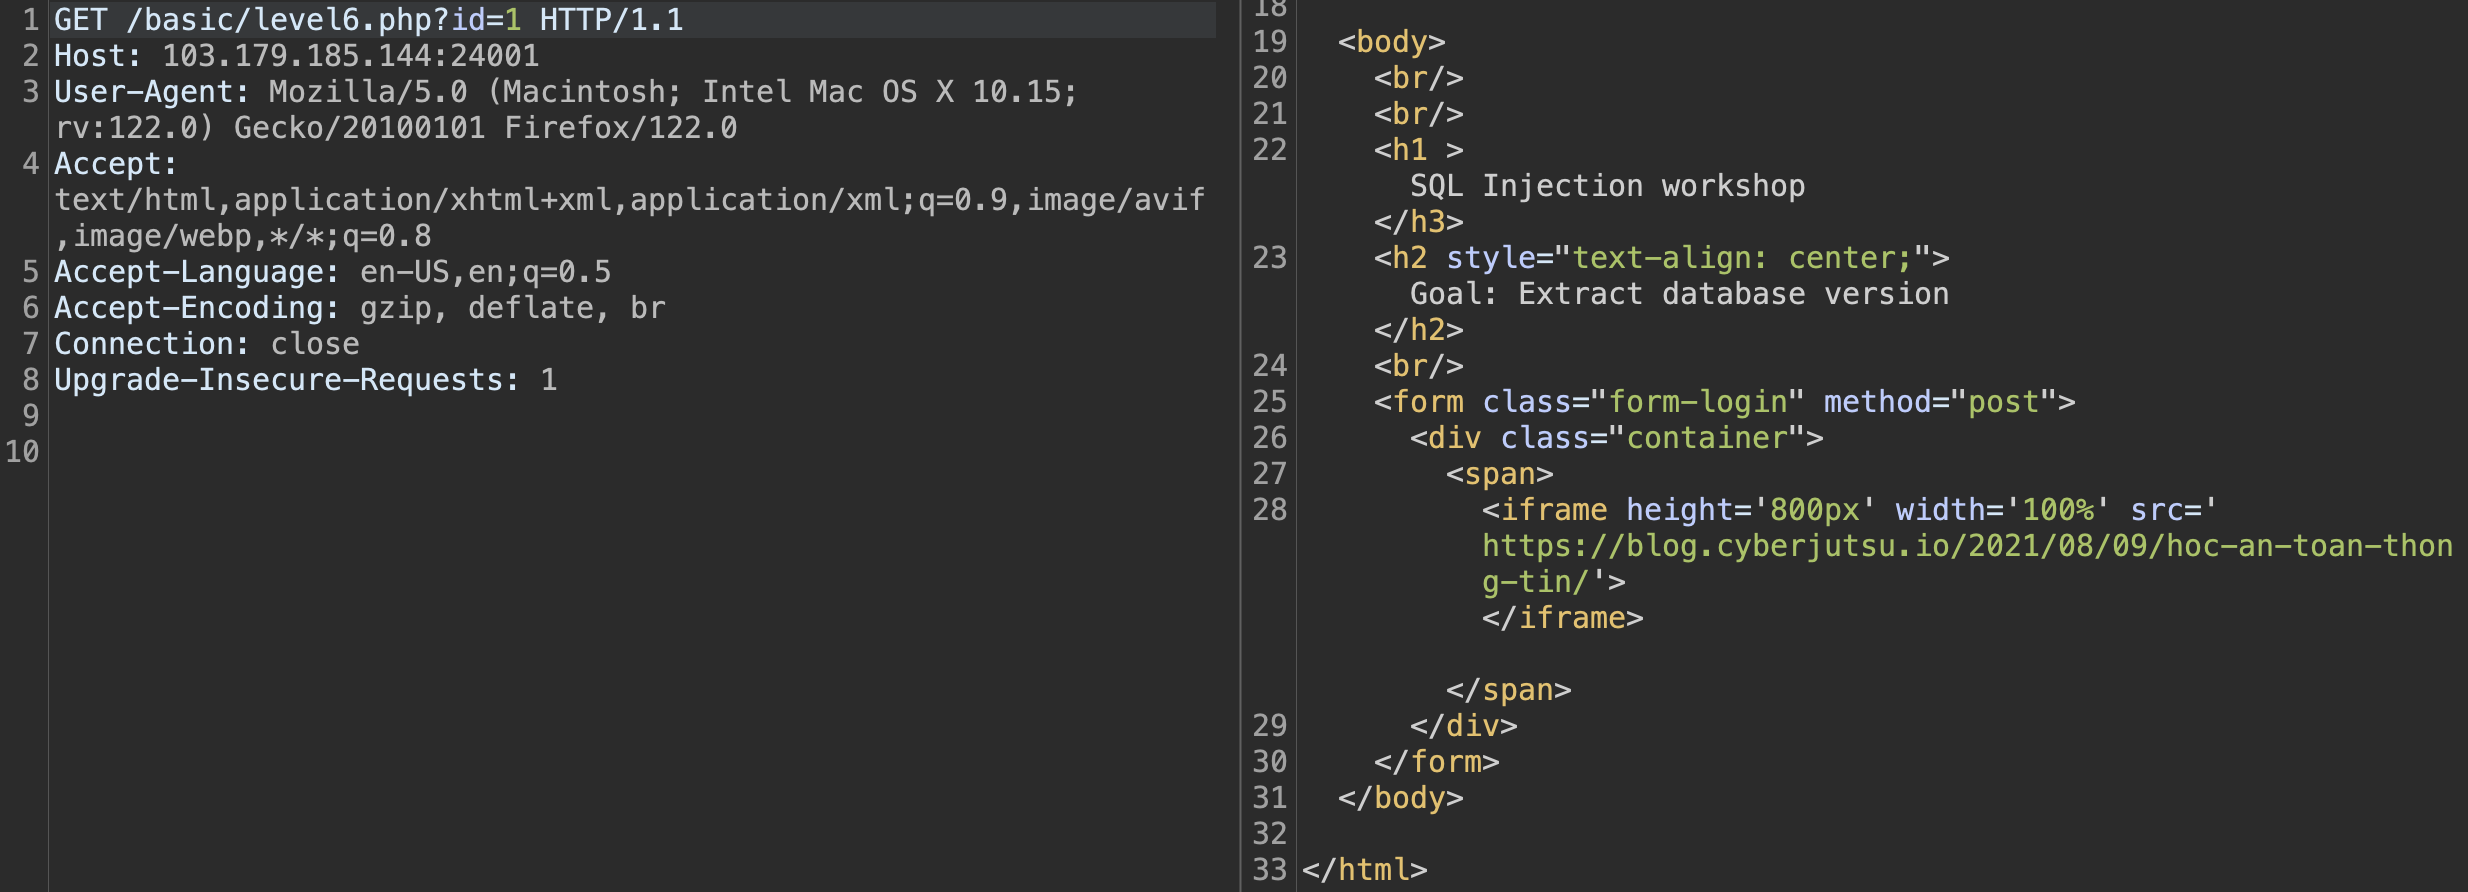 1 GET /basic/level6.php?id=1 HTTP/1.1
2 Host: 103.179.185.144:24001
3 User-Agent: Mozilla/5.0 (Macintosh; Intel Mac OS X 10.15;
rv:122.0) Gecko/20100101 Firefox/122.0
4 Accept:
text/html,application/xhtml+xml,application/xml;q=0.9,image/avif
,image/webp,*/*;q=0.8
5 Accept-Language: en-US,en;q=0.5
6 Accept-Encoding: gzip, deflate, br
7 Connection: close
8 Upgrade-Insecure-Requests: 1
9
10
18
19 <body>
20 <br/>
21 <br/>
22 <h1 >
SQL Injection workshop
</h3>
23 <h2 style="text-align: center;">
Goal: Extract database version
</h2>
24 <br/>
25 <form class="form-login" method="post">
26 <div class="container">
27 <span>
28 <iframe height='800px' width='100%' src='
https://blog.cyberjutsu.io/2021/08/09/hoc-an-toan-thon
g-tin/'>
</iframe>
</span>
29 </div>
30 </form>
31 </body>
32
33 </html>